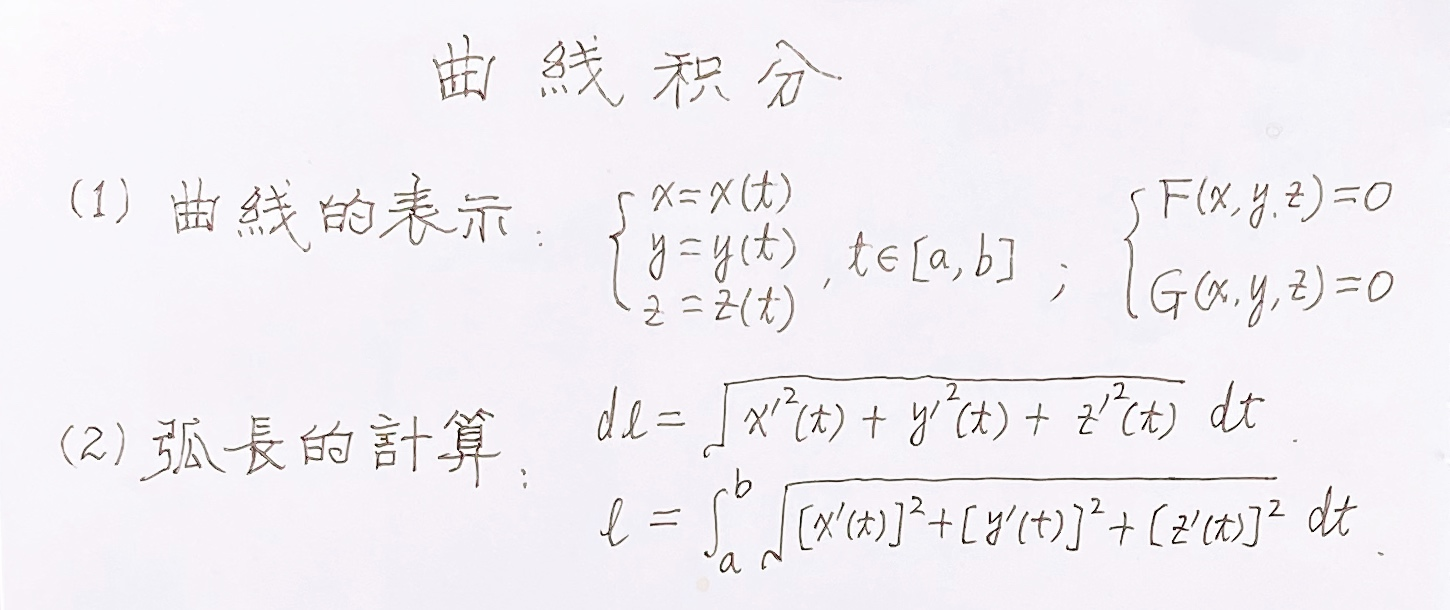 曲線积分
(1) 曲線的表示: { x=x(t) y=y(t) z=z(t) , t∈[a,b] ; { F(x,y,z)=0 G(x,y,z)=0
(2) 弧長的計算: dℓ = √(x′²(t) + y′²(t) + z′²(t)) dt.
ℓ = ∫_a^b √([x′(t)]²+[y′(t)]²+[z′(t)]²) dt.